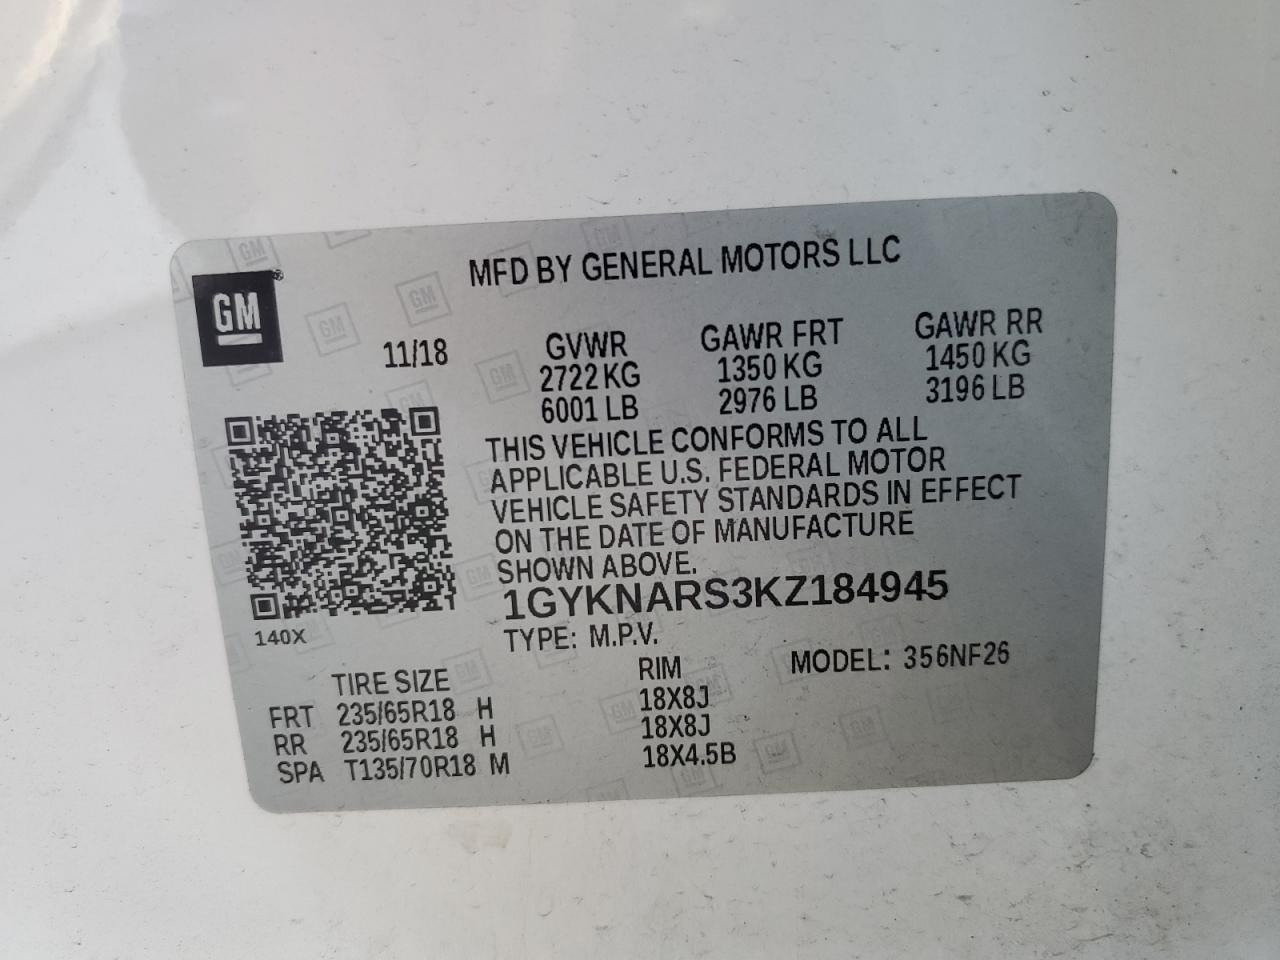 MFD BY GENERAL MOTORS LLC
GM®
11/18
GVWR GAWR FRT GAWR RR
2722 KG 1350 KG 1450 KG
6001 LB 2976 LB 3196 LB
THIS VEHICLE CONFORMS TO ALL
APPLICABLE U.S. FEDERAL MOTOR
VEHICLE SAFETY STANDARDS IN EFFECT
ON THE DATE OF MANUFACTURE
SHOWN ABOVE.
1GYKNARS3KZ184945
140X
TYPE: M.P.V.
TIRE SIZE RIM MODEL: 356NF26
FRT 235/65R18 H 18X8J
RR 235/65R18 H 18X8J
SPA T135/70R18 M 18X4.5B